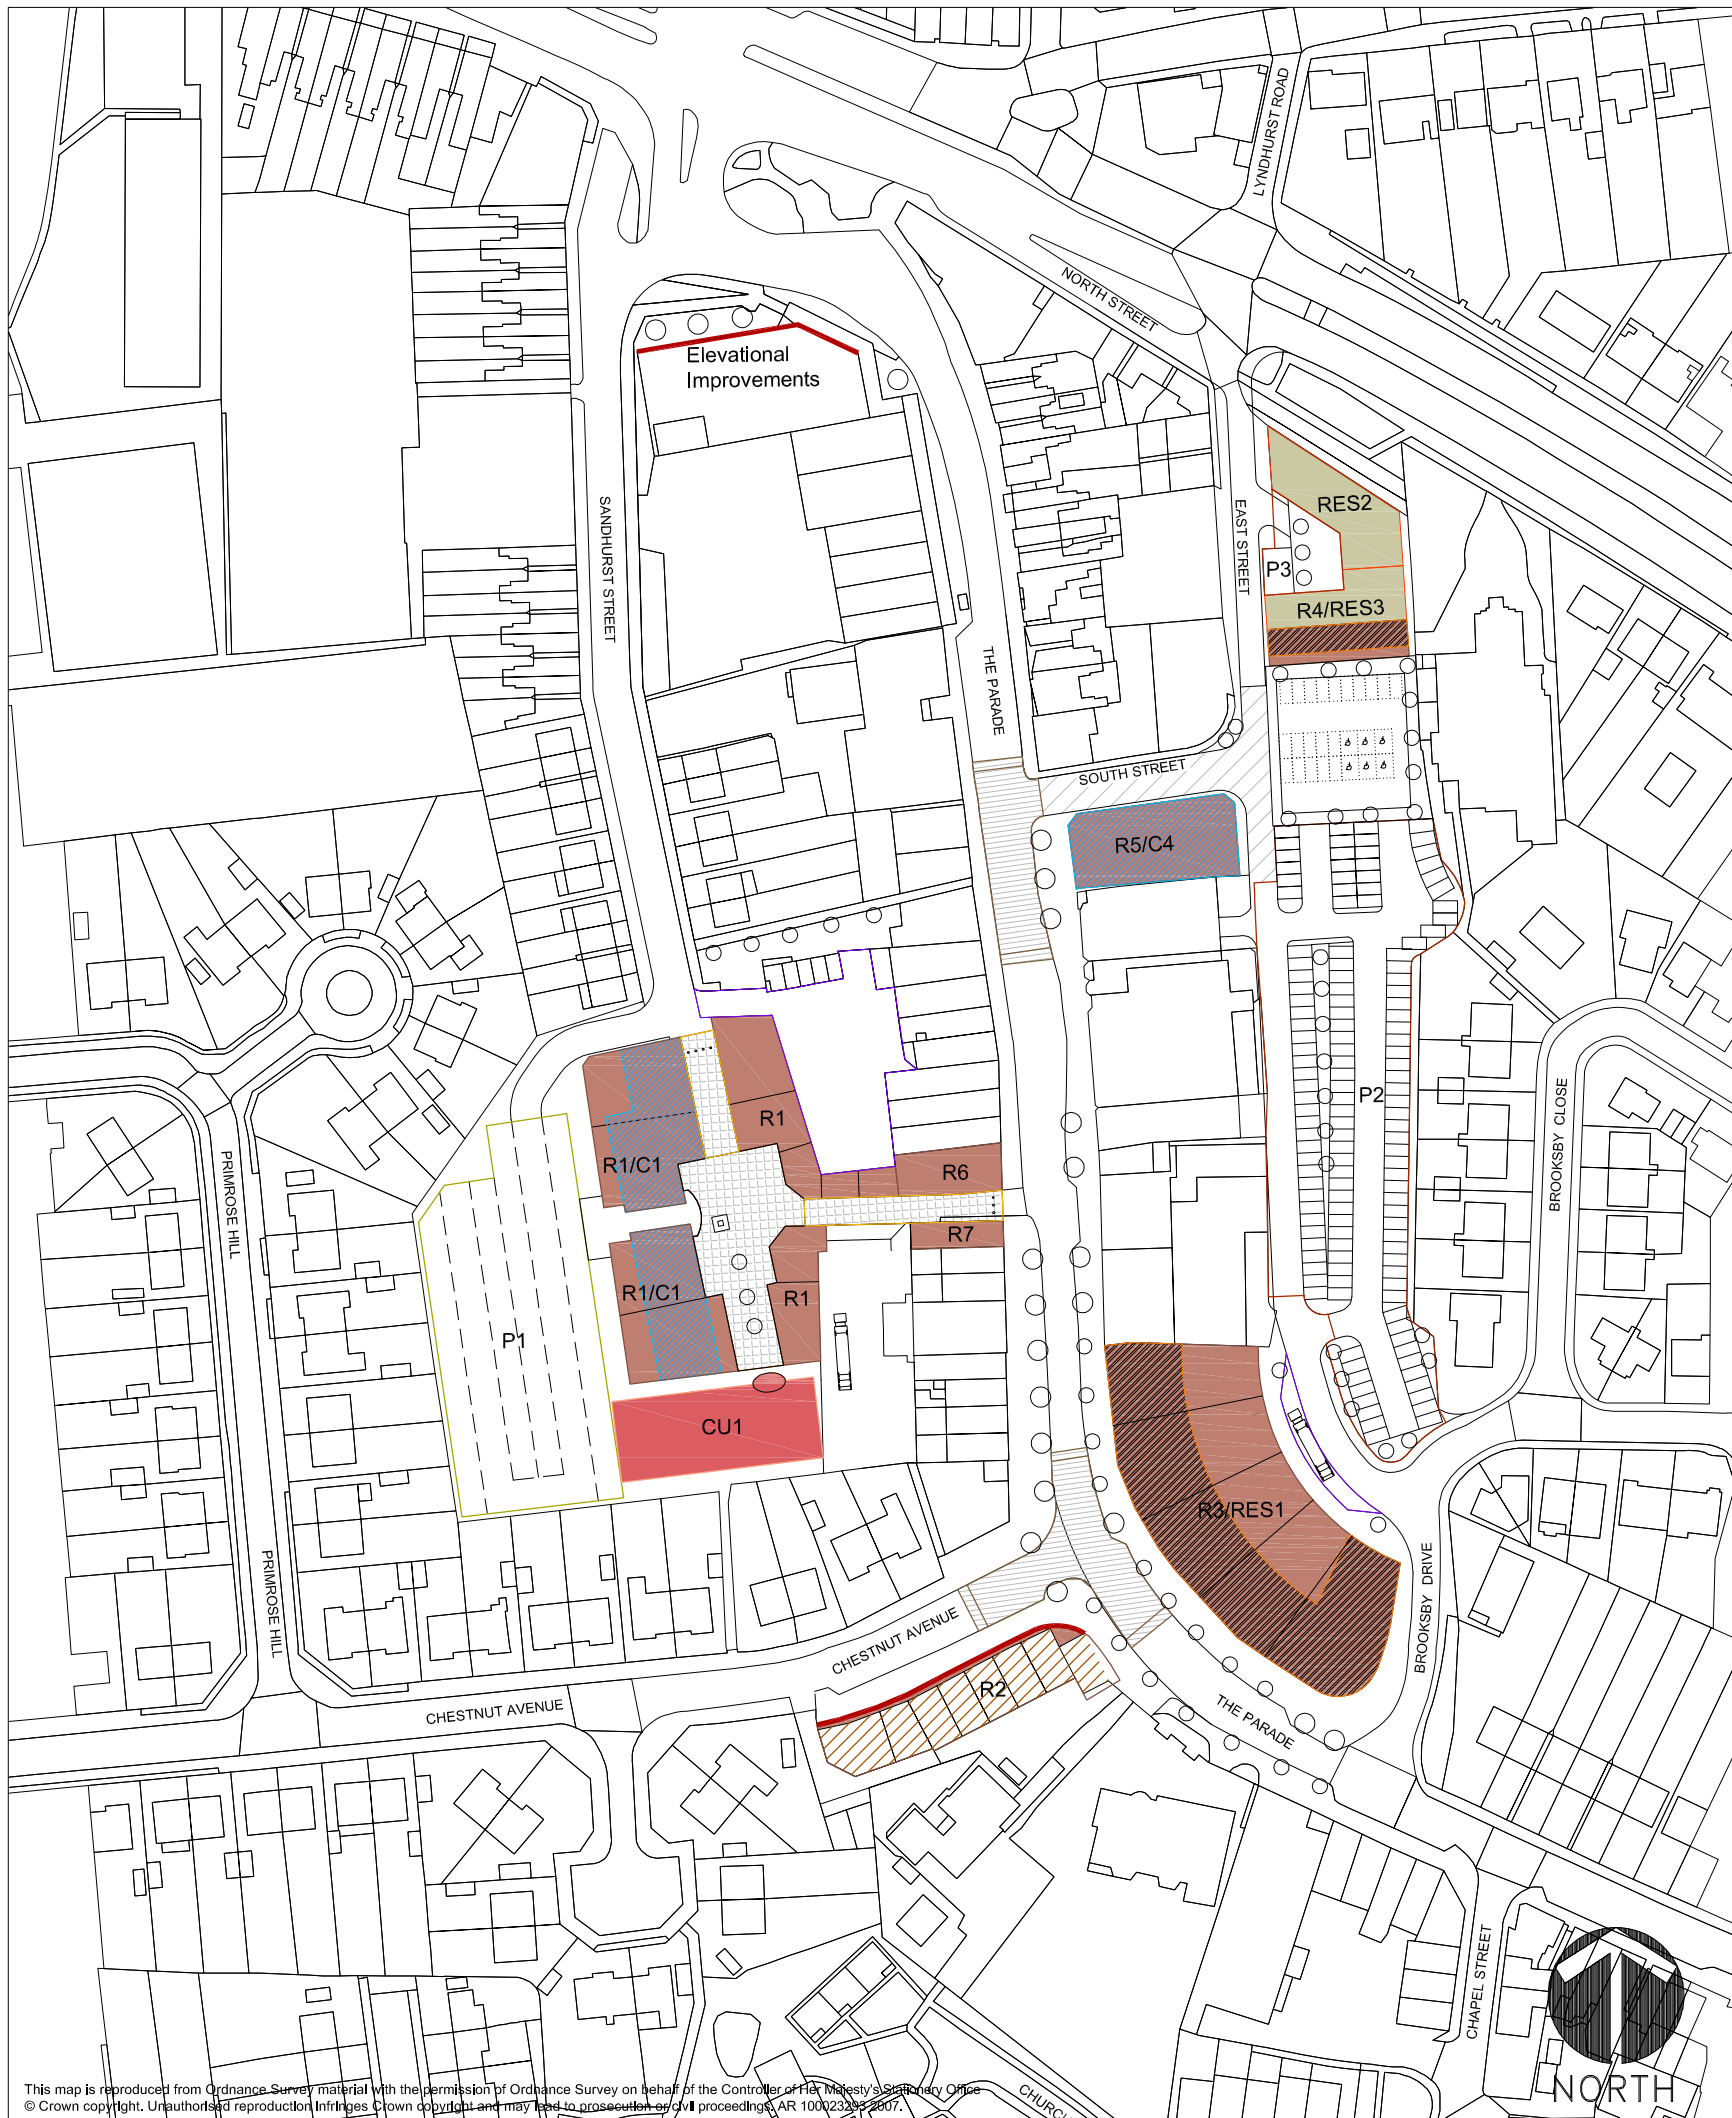 LYNDHURST ROAD
NORTH STREET
Elevational
Improvements
SANDHURST STREET
EAST STREET
RES2
P3
R4/RES3
THE PARADE
SOUTH STREET
R5/C4
P2
BROOKSBY CLOSE
R1
R1/C1
R6
PRIMROSE HILL
R7
R1/C1
R1
P1
CU1
R3/RES1
PRIMROSE HILL
BROOKSBY DRIVE
CHESTNUT AVENUE
R2
CHESTNUT AVENUE
THE PARADE
CHAPEL STREET
NORTH
This map is reproduced from Ordnance Survey material with the permission of Ordnance Survey on behalf of the Controller of Her Majesty's Stationery Office
© Crown copyright. Unauthorised reproduction infringes Crown copyright and may lead to prosecution or civil proceedings. AR 100023293 2007.